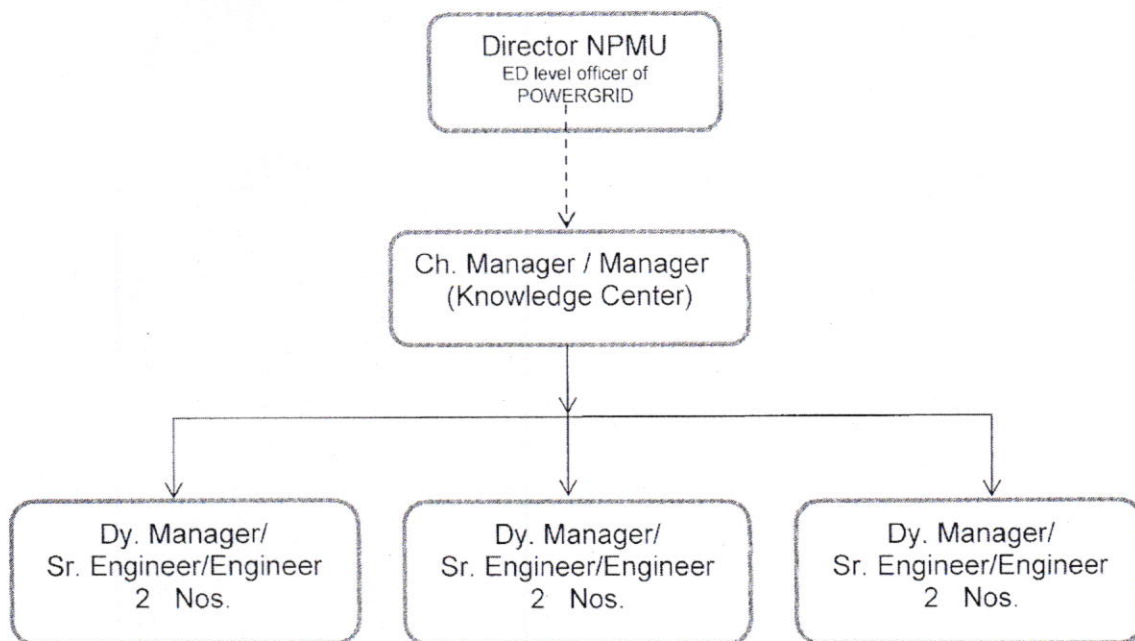 Director NPMU
ED level officer of
POWERGRID
Ch. Manager / Manager
(Knowledge Center)
Dy. Manager/
Sr. Engineer/Engineer
2 Nos.
Dy. Manager/
Sr. Engineer/Engineer
2 Nos.
Dy. Manager/
Sr. Engineer/Engineer
2 Nos.